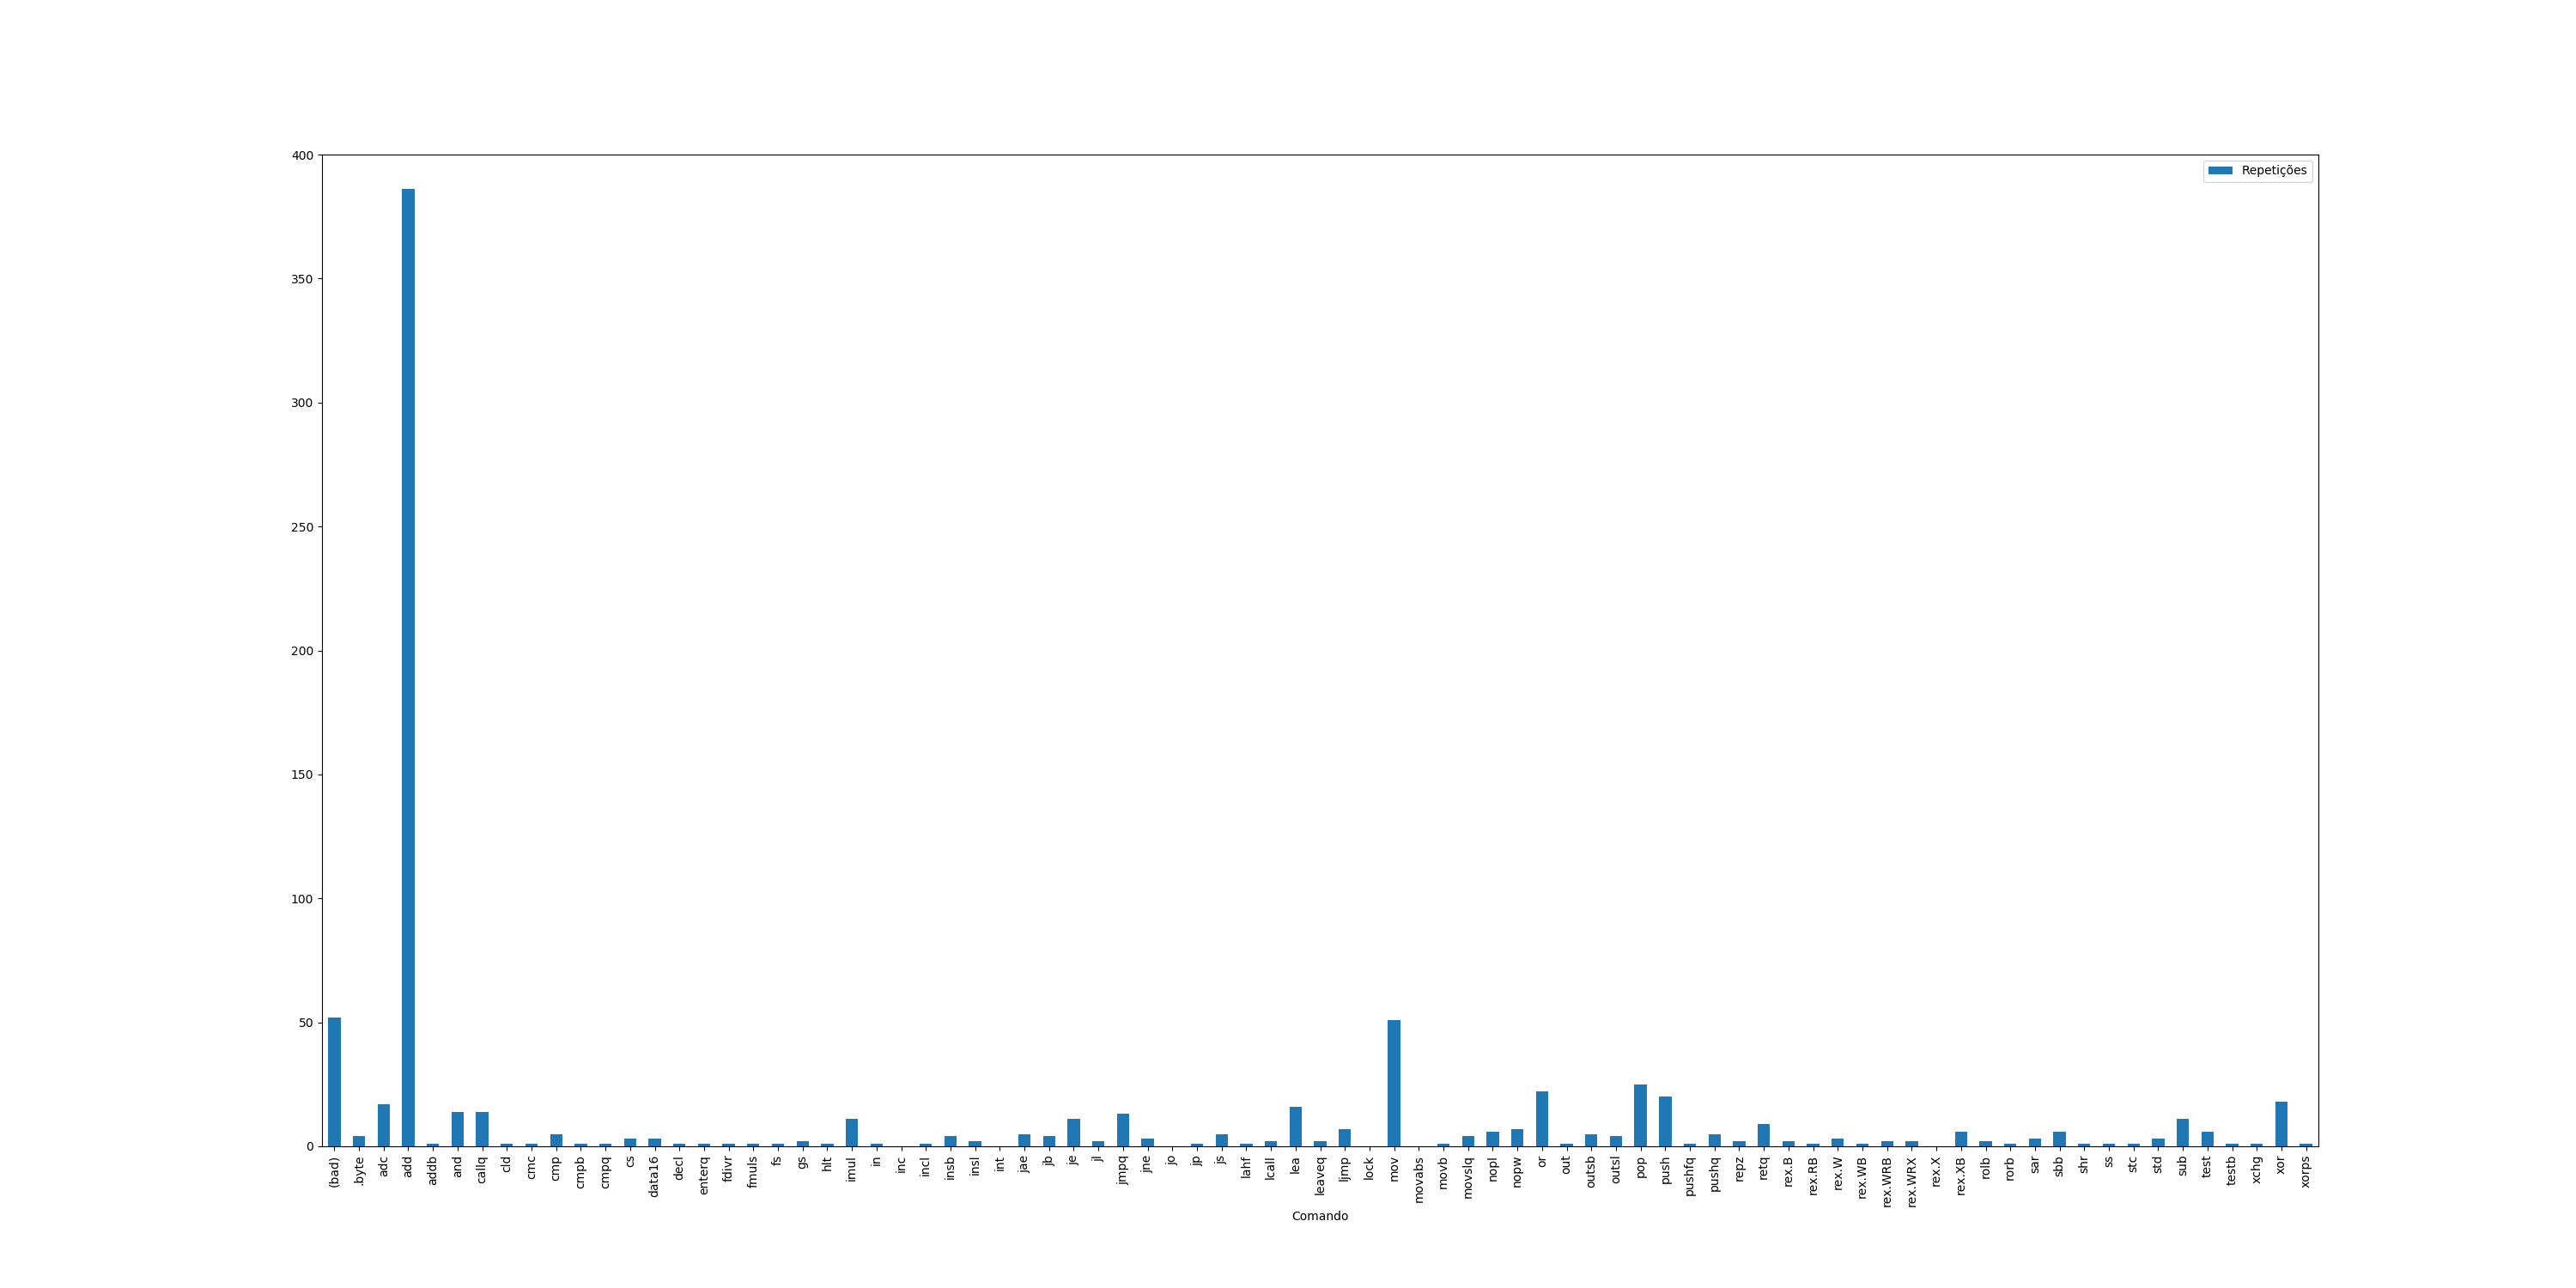 400
Repetições
350
300
250
200
150
100
50
0
(bad)
.byte
adc
add
addb
and
callq
cld
cmc
cmp
cmpb
cmpq
cs
data16
decl
enterq
fdivr
fmuls
fs
gs
hlt
imul
in
inc
incl
insb
insl
int
jae
jb
je
jl
jmpq
jne
jo
jp
js
lahf
lcall
lea
leaveq
ljmp
lock
mov
movabs
movb
movslq
nopl
nopw
or
out
outsb
outsl
pop
push
pushfq
pushq
repz
retq
rex.B
rex.RB
rex.W
rex.WB
rex.WRB
rex.WRX
rex.X
rex.XB
rolb
rorb
sar
sbb
shr
ss
stc
std
sub
test
testb
xchg
xor
xorps
Comando